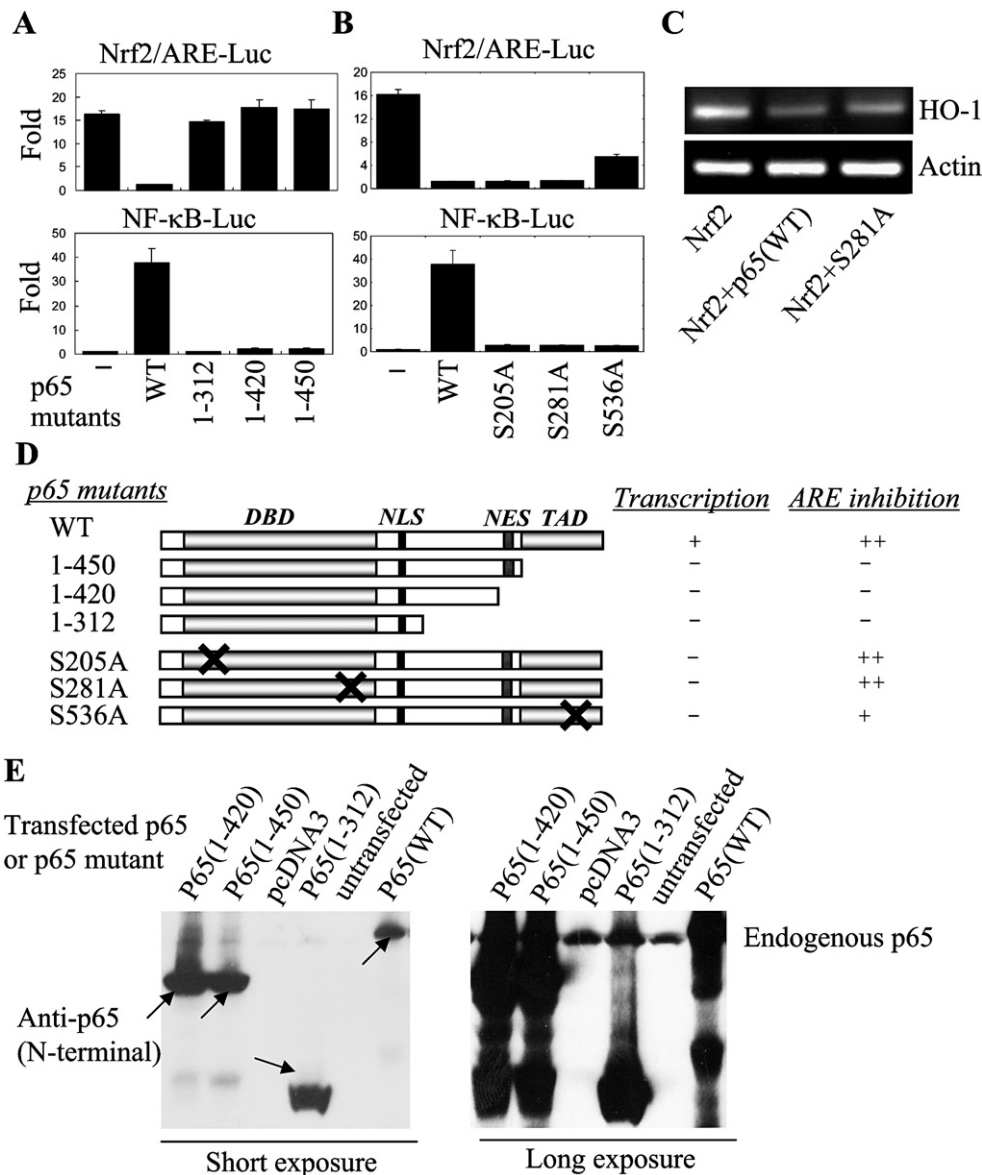 A
B
C
Nrf2/ARE-Luc
Fold
25
20
15
10
5
0
NF-κB-Luc
Fold
50
40
30
20
10
0
p65
mutants
–
WT
1-312
1-420
1-450
Nrf2/ARE-Luc
16
12
8
4
0
NF-κB-Luc
50
40
30
20
10
0
–
WT
S205A
S281A
S536A
HO-1
Actin
Nrf2
Nrf2+p65(WT)
Nrf2+S281A
D
p65 mutants DBD NLS NES TAD Transcription ARE inhibition
WT + ++
1-450 – –
1-420 – –
1-312 – –
S205A – ++
S281A – ++
S536A – +
E
Transfected p65
or p65 mutant
P65(1-420)
P65(1-450)
pcDNA3
P65(1-312)
untransfected
P65(WT)
P65(1-420)
P65(1-450)
pcDNA3
P65(1-312)
untransfected
P65(WT)
Endogenous p65
Anti-p65
(N-terminal)
Short exposure
Long exposure